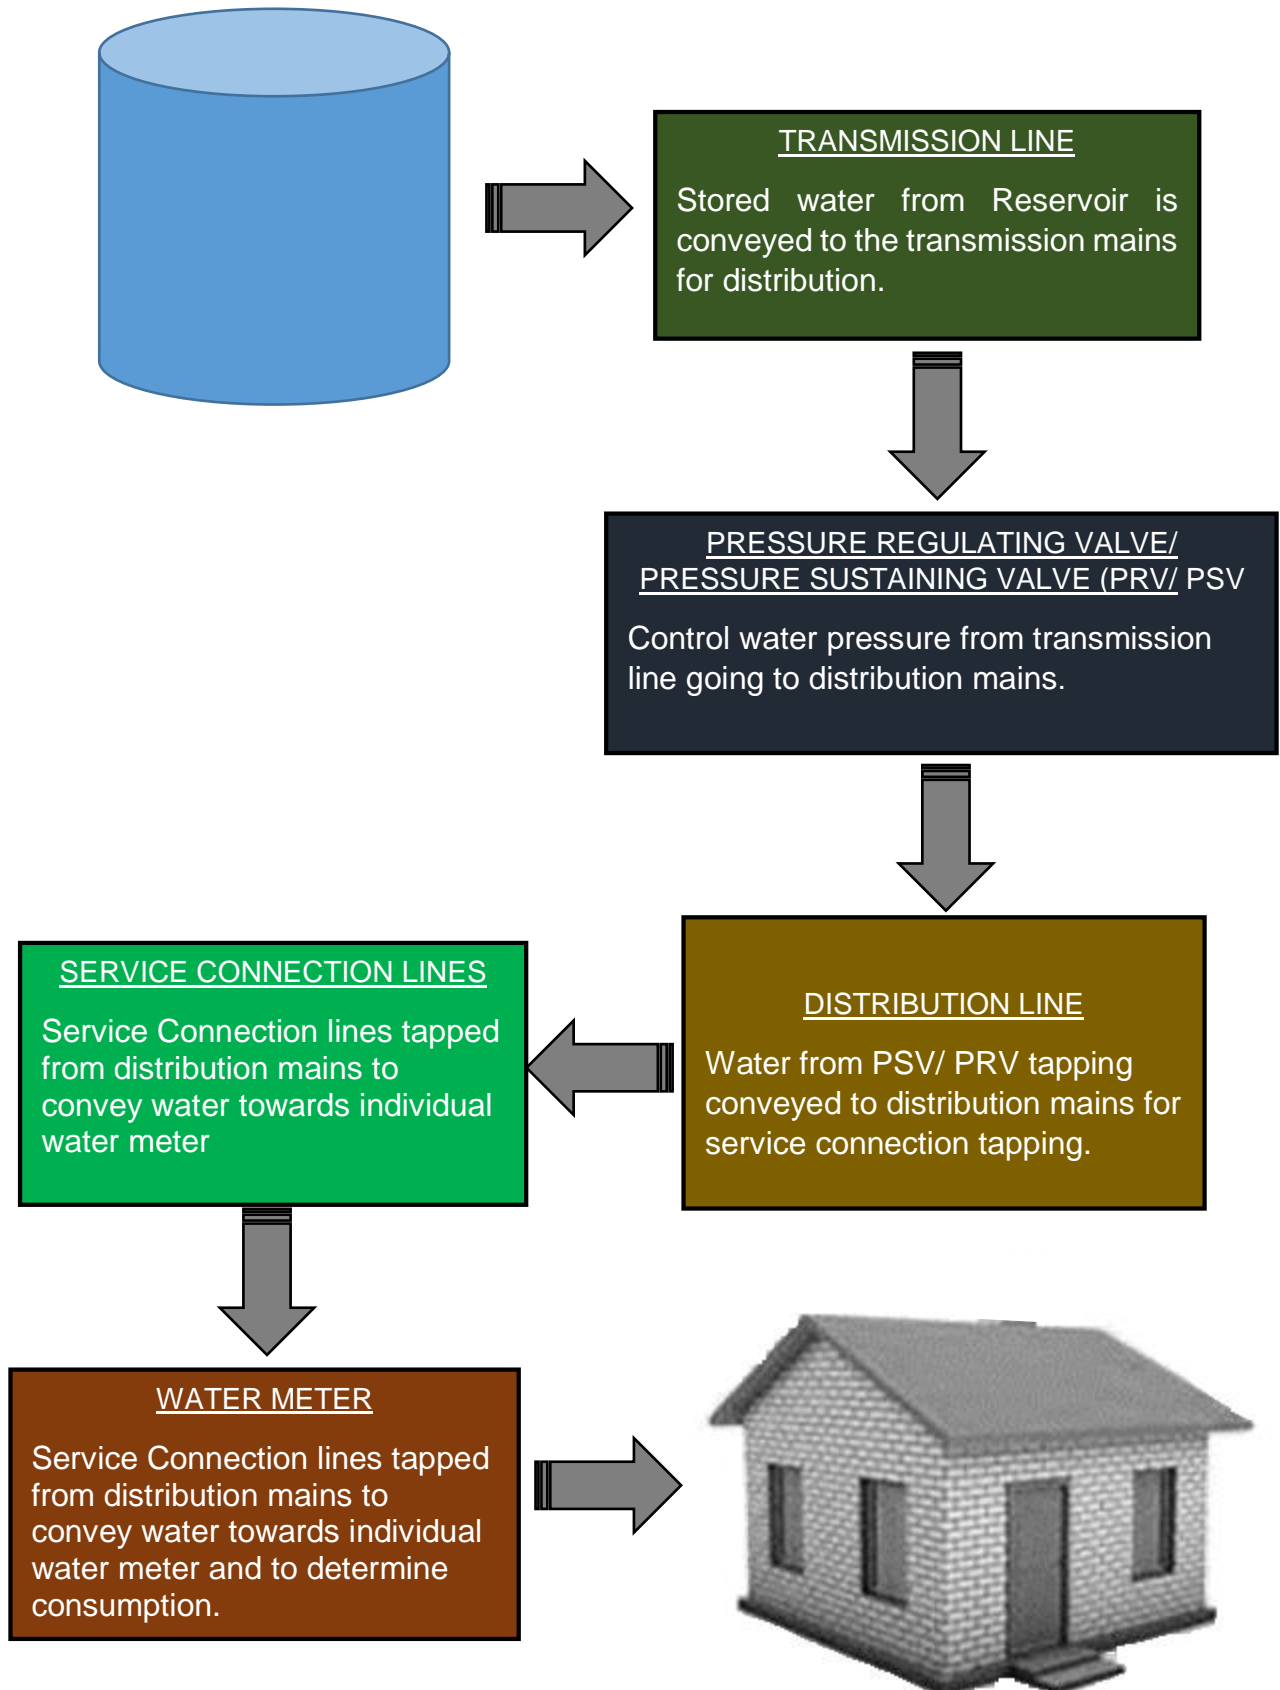 TRANSMISSION LINE
Stored water from Reservoir is
conveyed to the transmission mains
for distribution.
PRESSURE REGULATING VALVE/
PRESSURE SUSTAINING VALVE (PRV/ PSV
Control water pressure from transmission
line going to distribution mains.
DISTRIBUTION LINE
Water from PSV/ PRV tapping
conveyed to distribution mains for
service connection tapping.
SERVICE CONNECTION LINES
Service Connection lines tapped
from distribution mains to
convey water towards individual
water meter
WATER METER
Service Connection lines tapped
from distribution mains to
convey water towards individual
water meter and to determine
consumption.